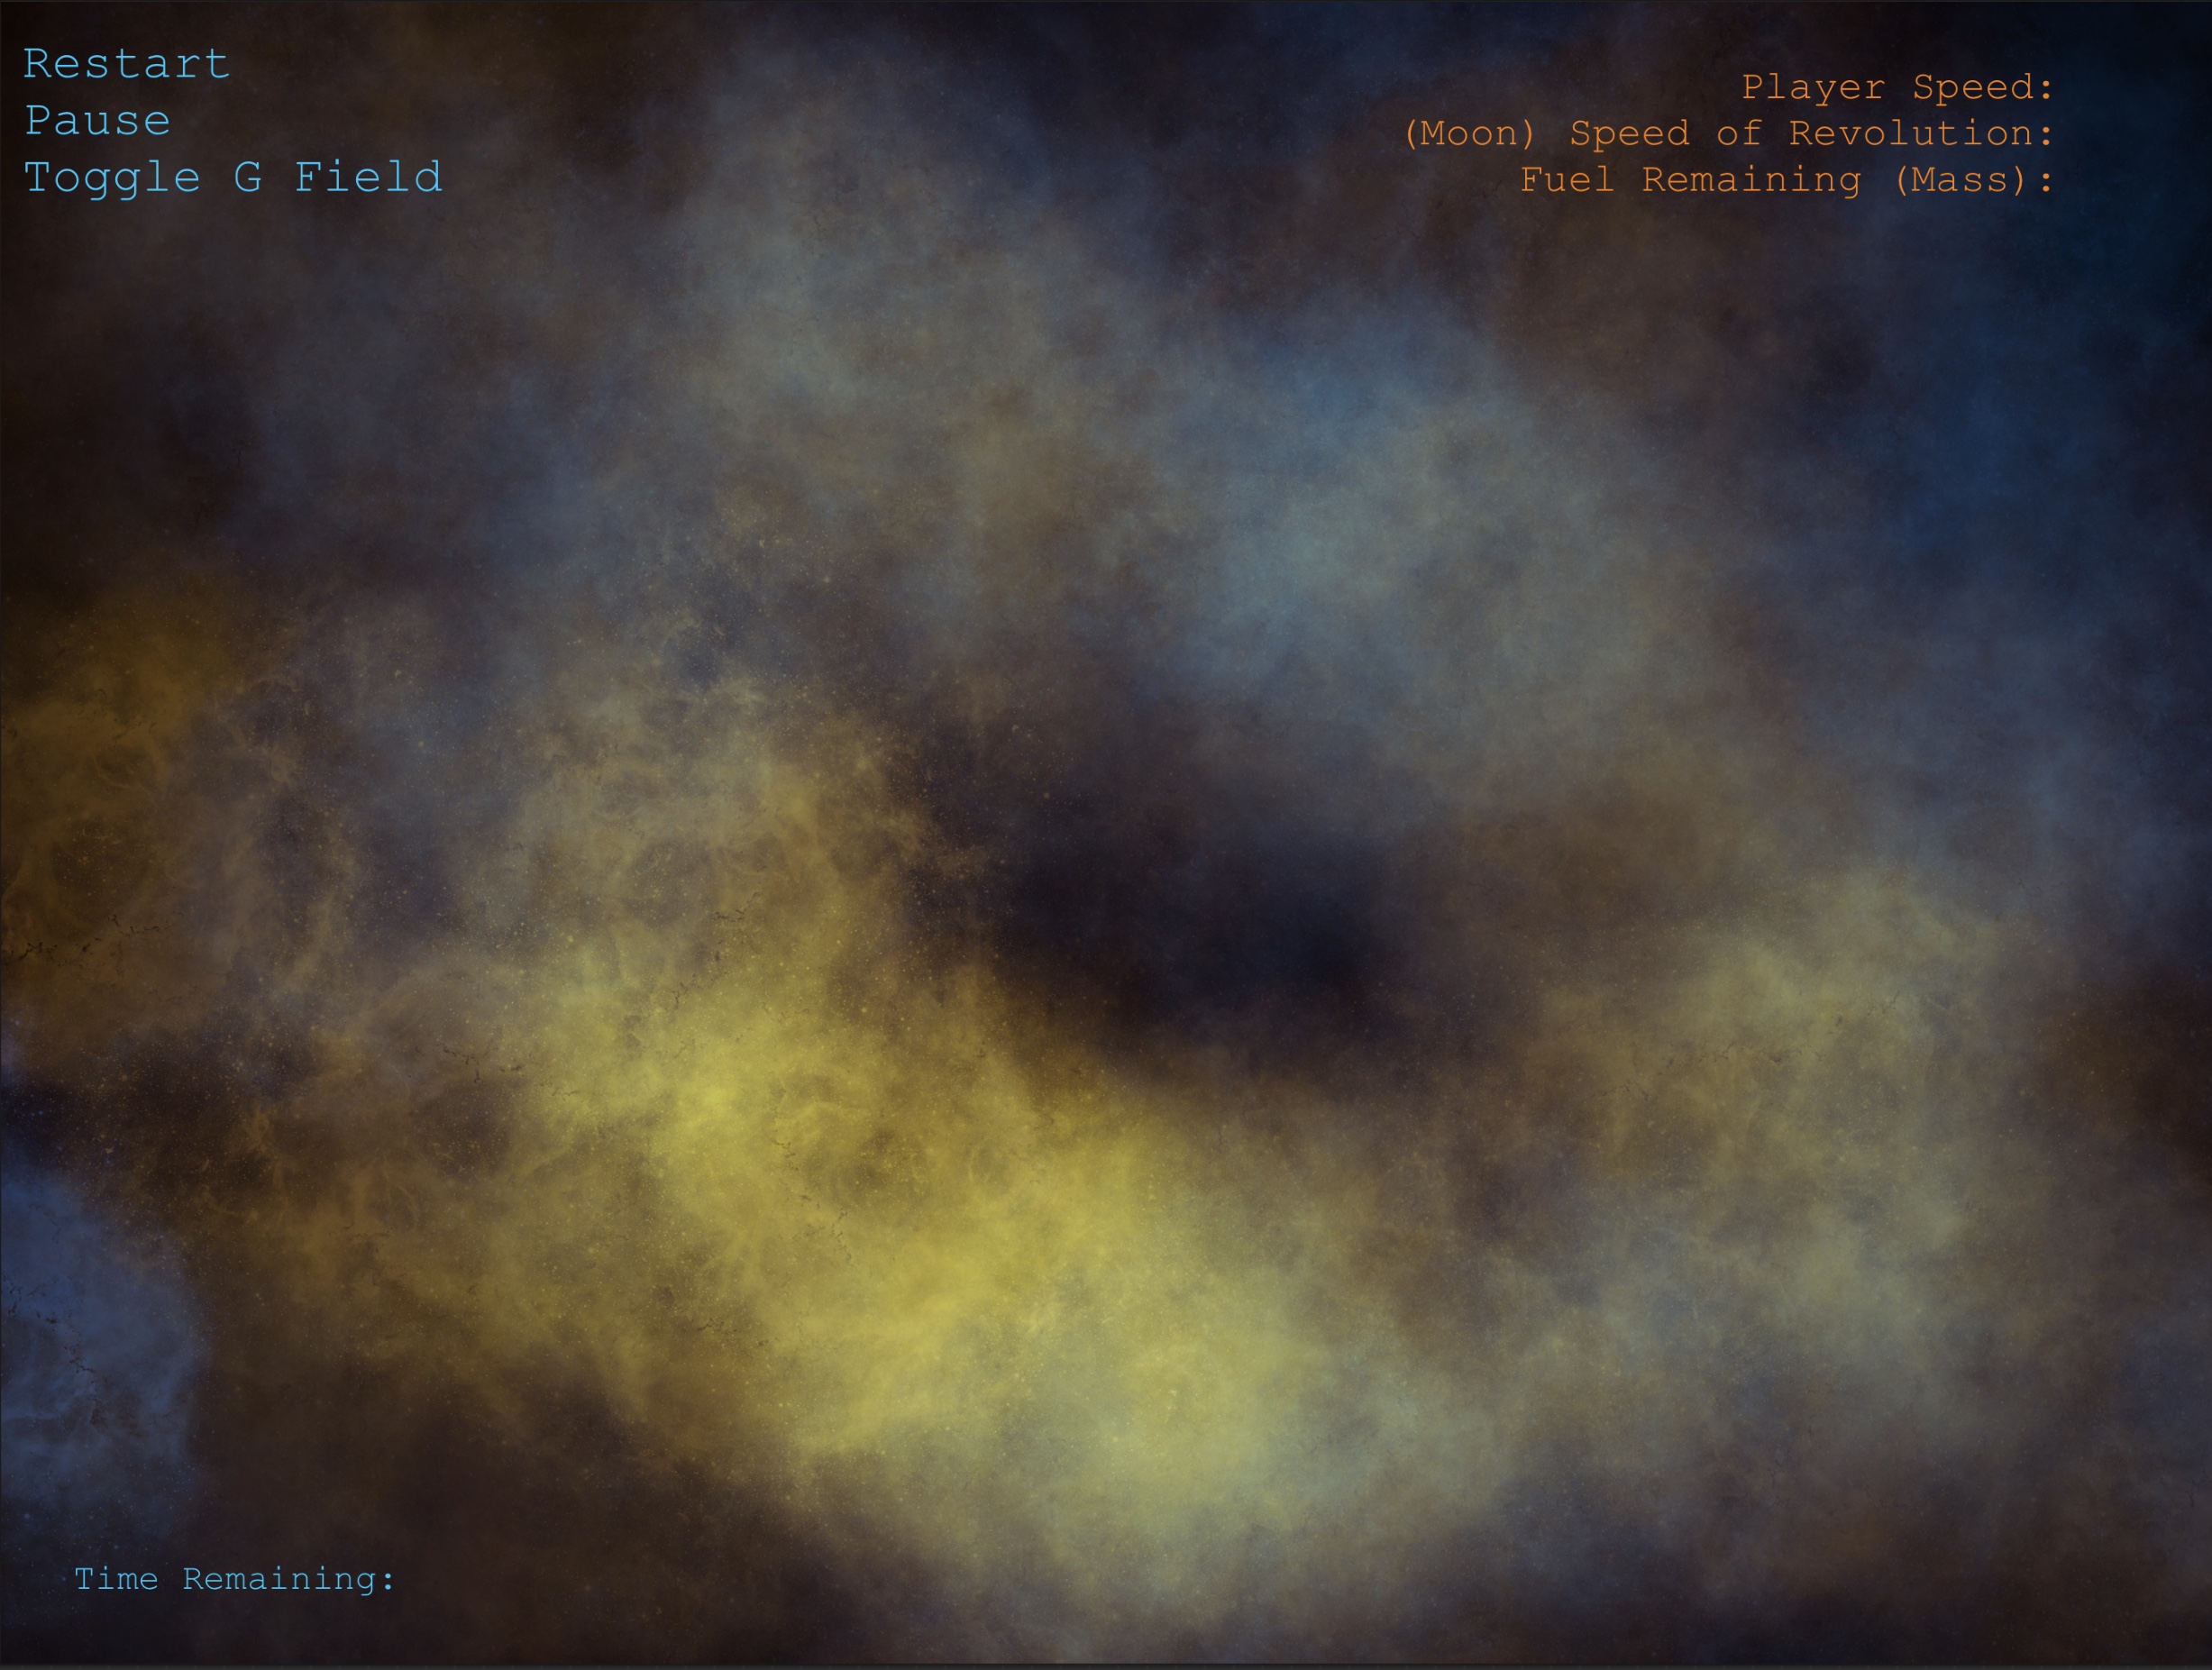 Restart
Pause
Toggle G Field
Player Speed:
(Moon) Speed of Revolution:
Fuel Remaining (Mass):
Time Remaining: